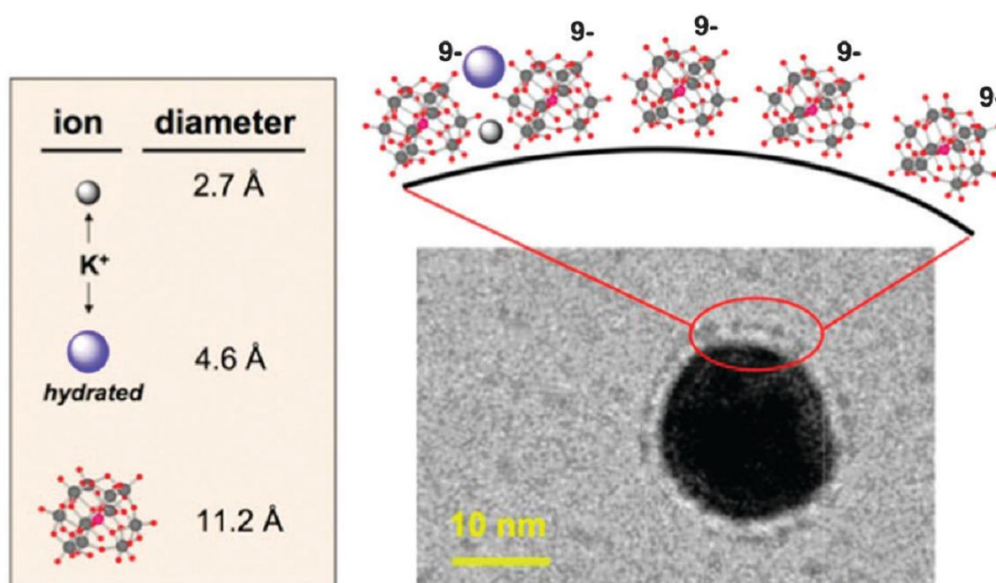 ion diameter
2.7 Å
K⁺
4.6 Å
hydrated
11.2 Å
9-
9-
9-
9-
9-
10 nm